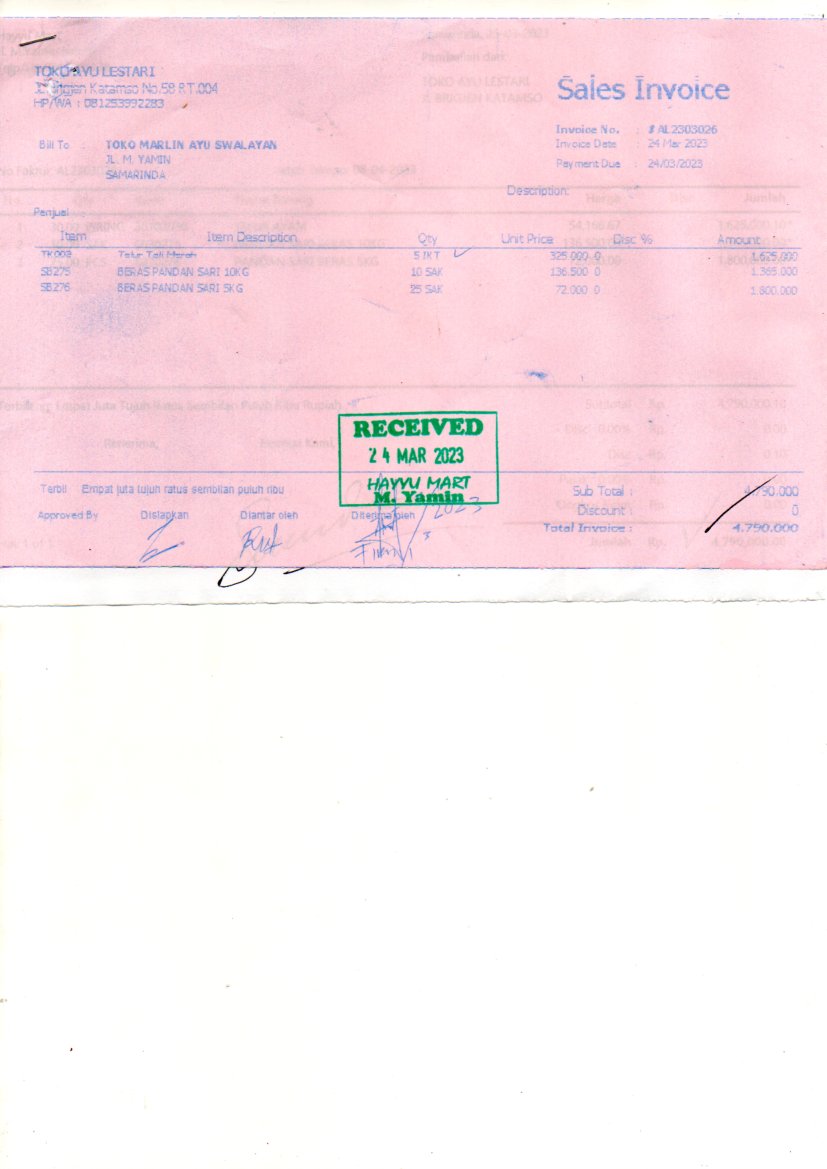 TOKO AYU LESTARI
Jl. Brigjen Katamso No.58 RT.004
HP/WA : 081253992283
Sales Invoice
Invoice No. : # AL2303026
Invoice Date : 24 Mar 2023
Payment Due : 24/03/2023
Bill To : TOKO MARLIN AYU SWALAYAN
JL. M. YAMIN
SAMARINDA
Description:
Penjual
Item Item Description Qty Unit Price Disc % Amount
TK003 Telur Tali Merah 5 IKT 325.000 0 1.625.000
SB275 BERAS PANDAN SARI 10KG 10 SAK 136.500 0 1.365.000
SB276 BERAS PANDAN SARI 5KG 25 SAK 72.000 0 1.800.000
RECEIVED
24 MAR 2023
HAYYU MART
M. Yamin
Terbil Empat juta tujuh ratus sembilan puluh ribu
Sub Total : 4.790.000
Discount : 0
Total Invoice : 4.790.000
Approved By Disiapkan Diantar oleh Diterima oleh
2023